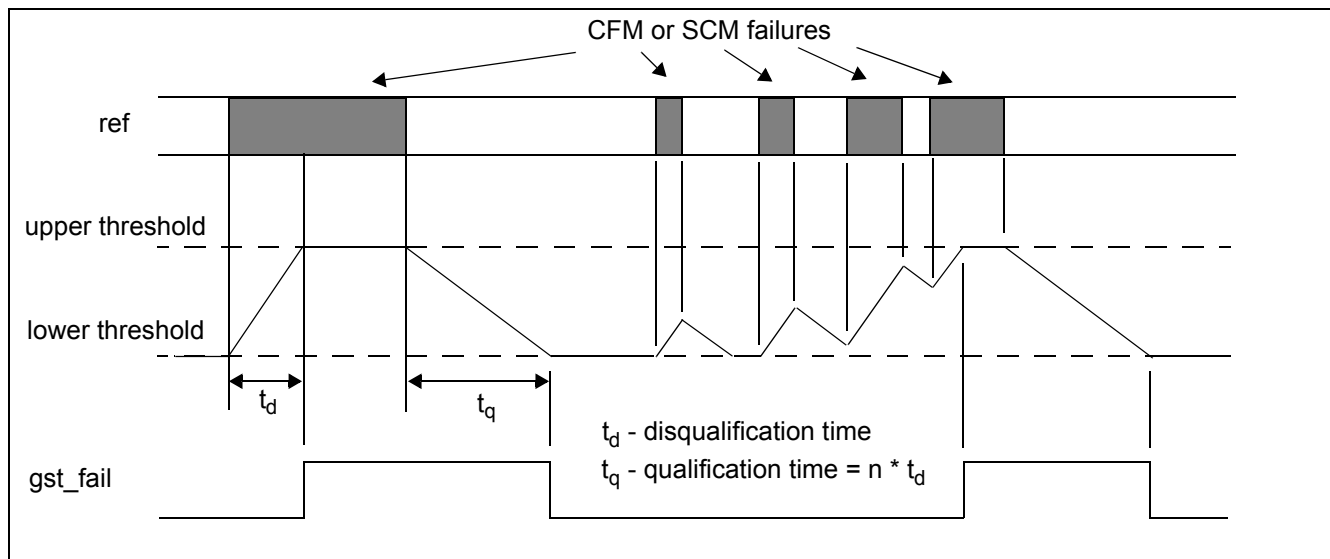 CFM or SCM failures
ref
upper threshold
lower threshold
td
tq
td - disqualification time
tq - qualification time = n * td
gst_fail